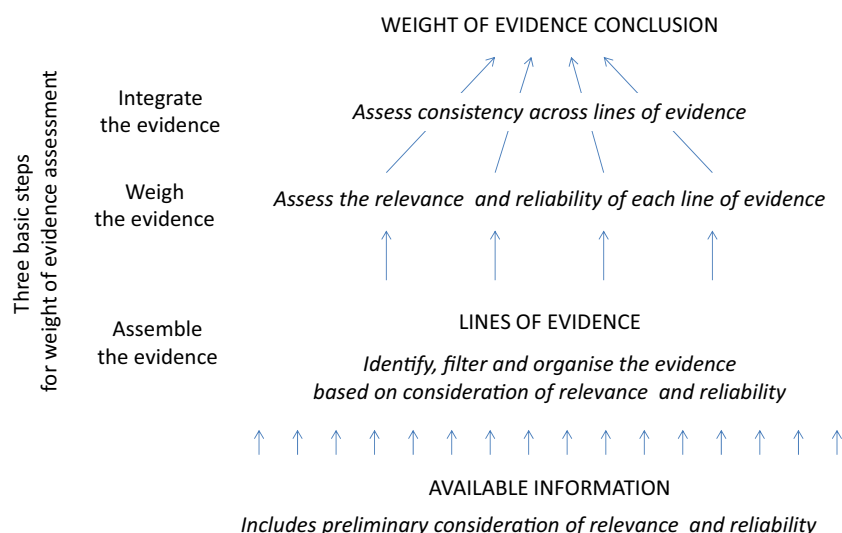 WEIGHT OF EVIDENCE CONCLUSION
Three basic steps
for weight of evidence assessment
Integrate
the evidence
Assess consistency across lines of evidence
Weigh
the evidence
Assess the relevance and reliability of each line of evidence
Assemble
the evidence
LINES OF EVIDENCE
Identify, filter and organise the evidence
based on consideration of relevance and reliability
AVAILABLE INFORMATION
Includes preliminary consideration of relevance and reliability